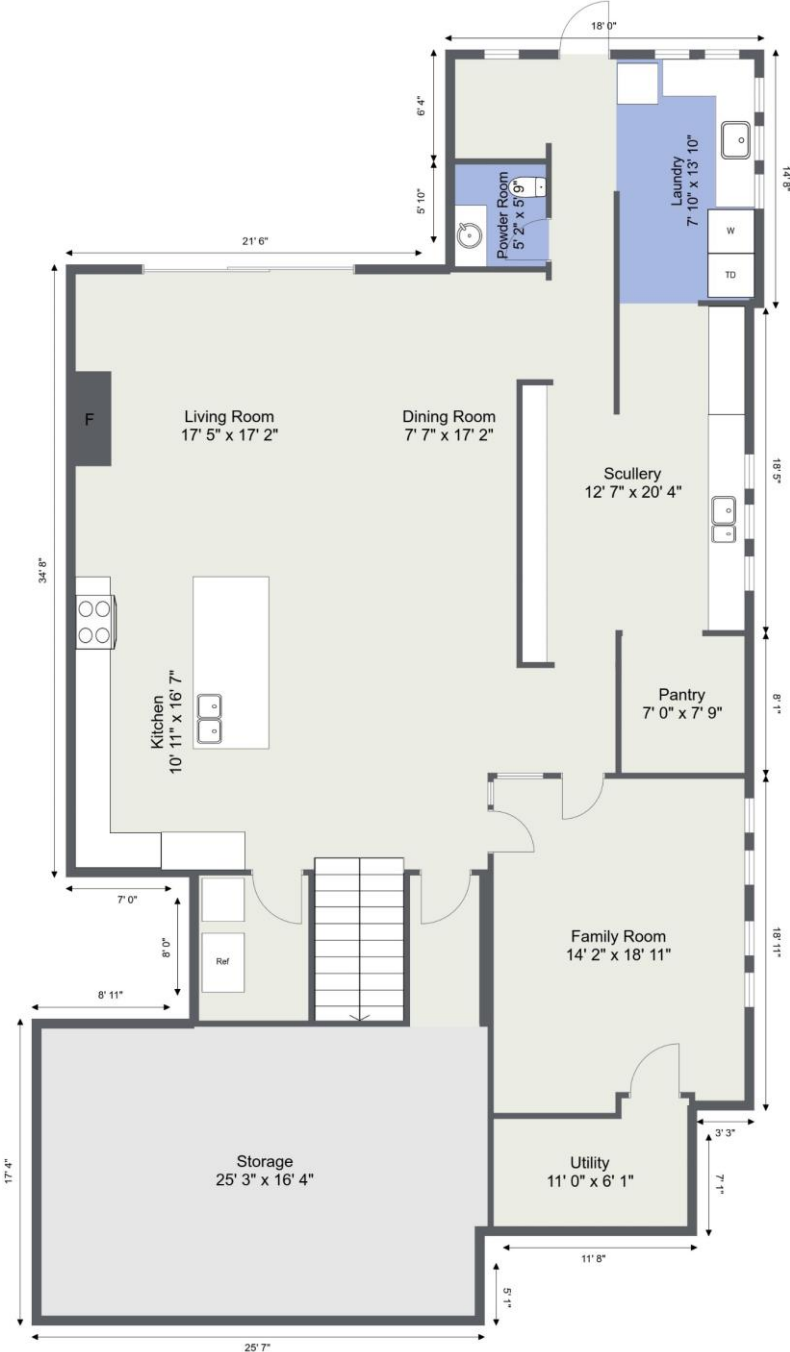 18' 0"
6' 4"
14' 8"
Laundry
7' 10" x 13' 10"
5' 10"
Powder Room
5' 2" x 5' 9"
W
TD
21' 6"
F
Living Room
17' 5" x 17' 2"
Dining Room
7' 7" x 17' 2"
Scullery
12' 7" x 20' 4"
18' 5"
34' 8"
Kitchen
10' 11" x 16' 7"
Pantry
7' 0" x 7' 9"
8' 1"
7' 0"
8' 0"
Ref
Family Room
14' 2" x 18' 11"
18' 11"
8' 11"
17' 4"
Storage
25' 3" x 16' 4"
Utility
11' 0" x 6' 1"
3' 3"
7' 1"
11' 8"
5' 1"
25' 7"